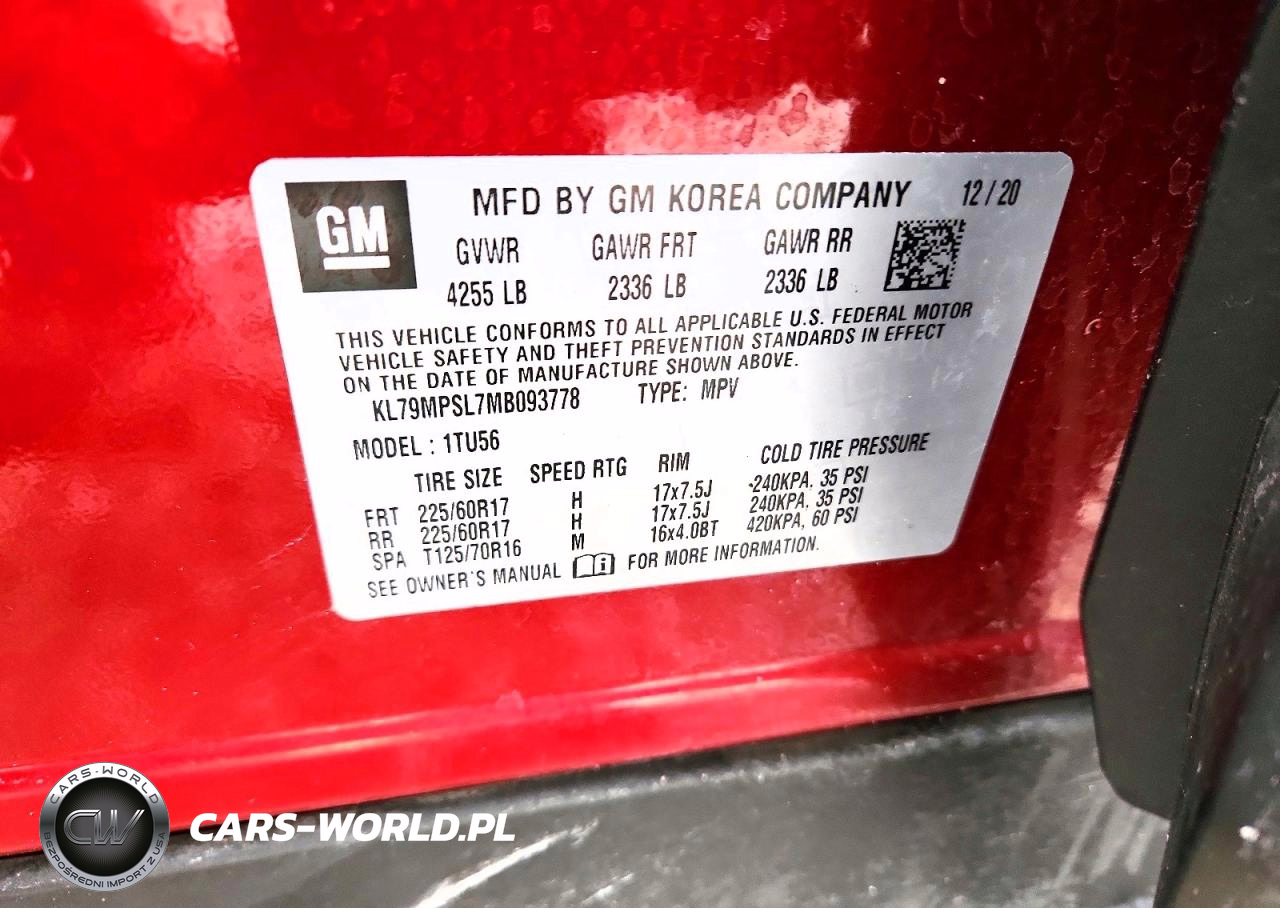 GM
MFD BY GM KOREA COMPANY 12/20
GVWR GAWR FRT GAWR RR
4255 LB 2336 LB 2336 LB
THIS VEHICLE CONFORMS TO ALL APPLICABLE U.S. FEDERAL MOTOR
VEHICLE SAFETY AND THEFT PREVENTION STANDARDS IN EFFECT
ON THE DATE OF MANUFACTURE SHOWN ABOVE.
KL79MPSL7MB093778 TYPE: MPV
MODEL : 1TU56
TIRE SIZE SPEED RTG RIM COLD TIRE PRESSURE
FRT 225/60R17 H 17x7.5J 240KPA, 35 PSI
RR 225/60R17 H 17x7.5J 240KPA, 35 PSI
SPA T125/70R16 M 16x4.0BT 420KPA, 60 PSI
SEE OWNER'S MANUAL i FOR MORE INFORMATION.
CARS-WORLD
CW
BEZPOŚREDNI IMPORT Z USA
CARS-WORLD.PL